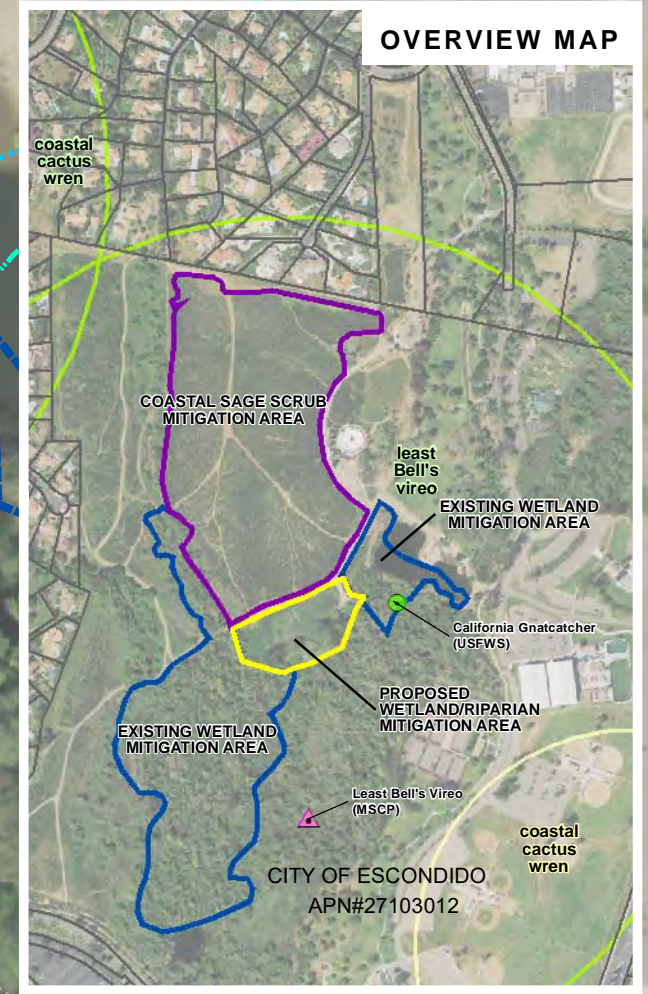 OVERVIEW MAP
coastal
cactus
wren
COASTAL SAGE SCRUB
MITIGATION AREA
least
Bell's
vireo
EXISTING WETLAND
MITIGATION AREA
California Gnatcatcher
(USFWS)
PROPOSED
WETLAND/RIPARIAN
MITIGATION AREA
EXISTING WETLAND
MITIGATION AREA
Least Bell's Vireo
(MSCP)
coastal
cactus
wren
CITY OF ESCONDIDO
APN#27103012